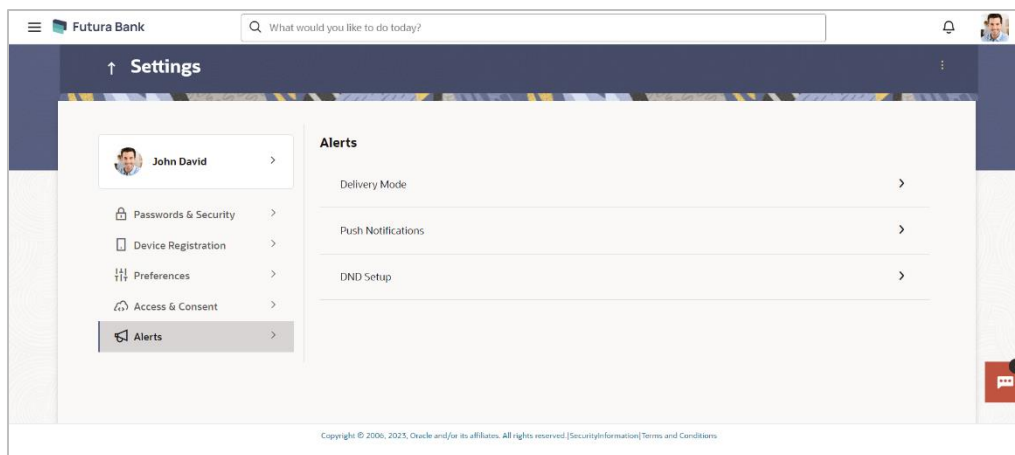 Futura Bank
What would you like to do today?
↑ Settings
John David
Passwords & Security
Device Registration
Preferences
Access & Consent
Alerts
Alerts
Delivery Mode
Push Notifications
DND Setup
Copyright © 2006, 2023, Oracle and/or its affiliates. All rights reserved.|SecurityInformation|Terms and Conditions